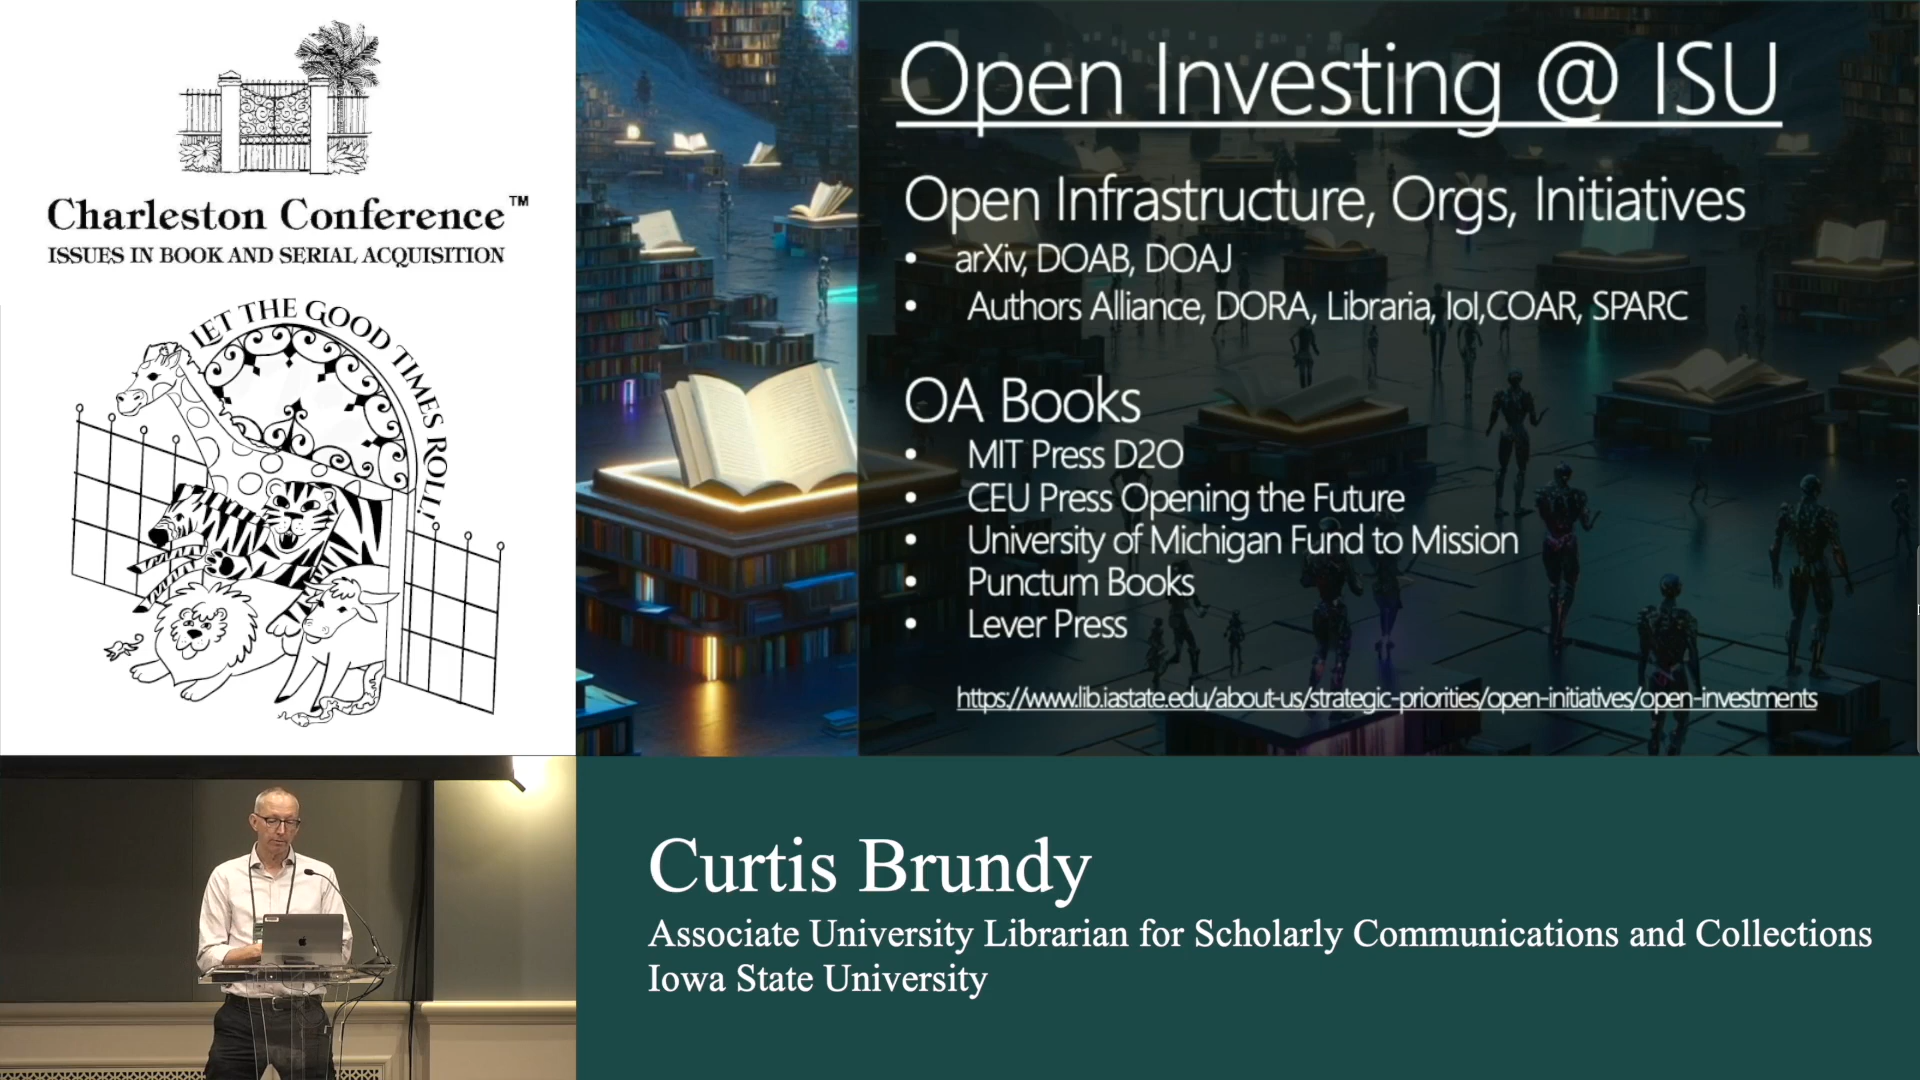 Charleston Conference™
ISSUES IN BOOK AND SERIAL ACQUISITION
LET THE GOOD TIMES ROLL!
Open Investing @ ISU
Open Infrastructure, Orgs, Initiatives
• arXiv, DOAB, DOAJ
• Authors Alliance, DORA, Libraria, IoI,COAR, SPARC
OA Books
• MIT Press D2O
• CEU Press Opening the Future
• University of Michigan Fund to Mission
• Punctum Books
• Lever Press
https://www.lib.iastate.edu/about-us/strategic-priorities/open-initiatives/open-investments
Curtis Brundy
Associate University Librarian for Scholarly Communications and Collections
Iowa State University